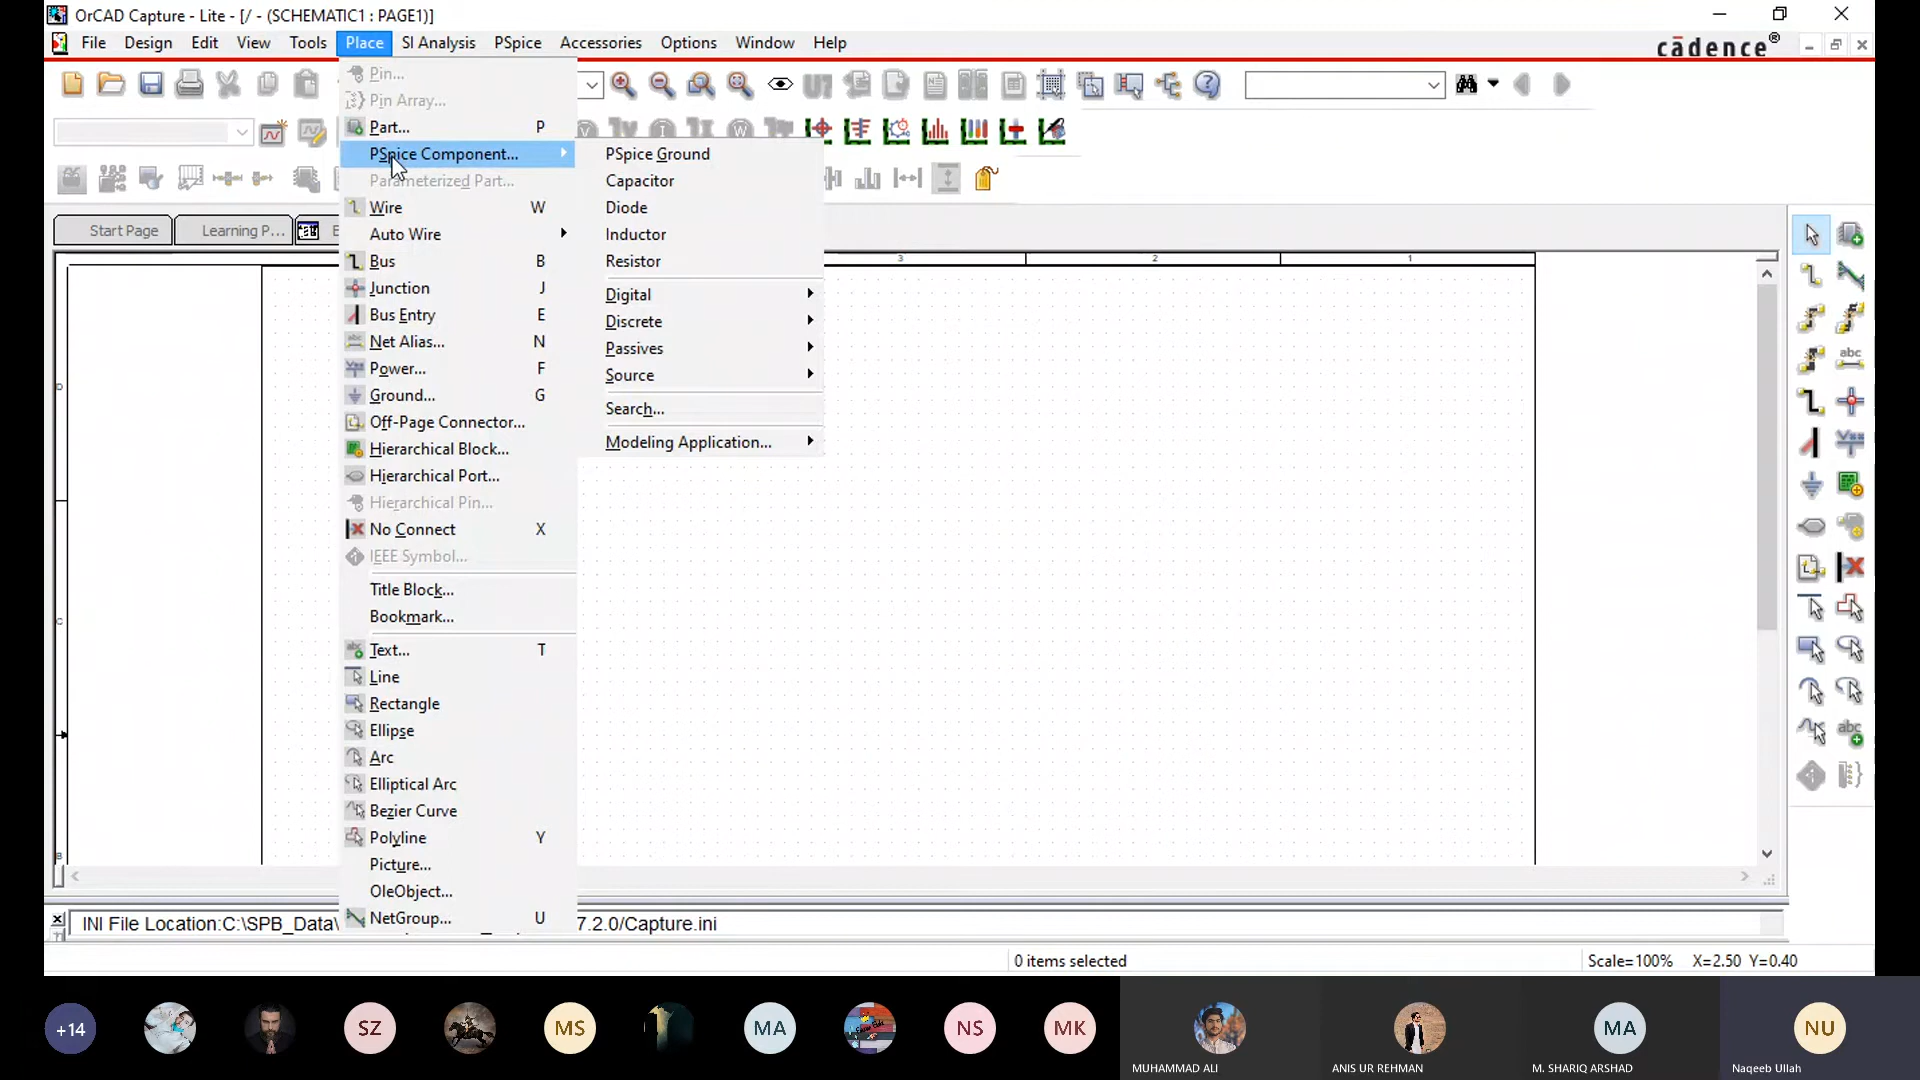 OrCAD Capture - Lite - [/ - (SCHEMATIC1 : PAGE1)]
File Design Edit View Tools Place SI Analysis PSpice Accessories Options Window Help
cādence®
Pin...
Pin Array...
Part... P
PSpice Component...
Parameterized Part...
Wire W
Auto Wire
Bus B
Junction J
Bus Entry E
Net Alias... N
Power... F
Ground... G
Off-Page Connector...
Hierarchical Block...
Hierarchical Port...
Hierarchical Pin...
No Connect X
IEEE Symbol...
Title Block...
Bookmark...
Text... T
Line
Rectangle
Ellipse
Arc
Elliptical Arc
Bezier Curve
Polyline Y
Picture...
OleObject...
NetGroup... U
PSpice Ground
Capacitor
Diode
Inductor
Resistor
Digital
Discrete
Passives
Source
Search...
Modeling Application...
Start Page Learning P...
3 2 1
D
C
B
INI File Location:C:\SPB_Data\ 7.2.0/Capture.ini
0 items selected Scale=100% X=2.50 Y=0.40
+14 SZ MS MA NS MK MA NU
MUHAMMAD ALI ANIS UR REHMAN M. SHARIQ ARSHAD Naqeeb Ullah